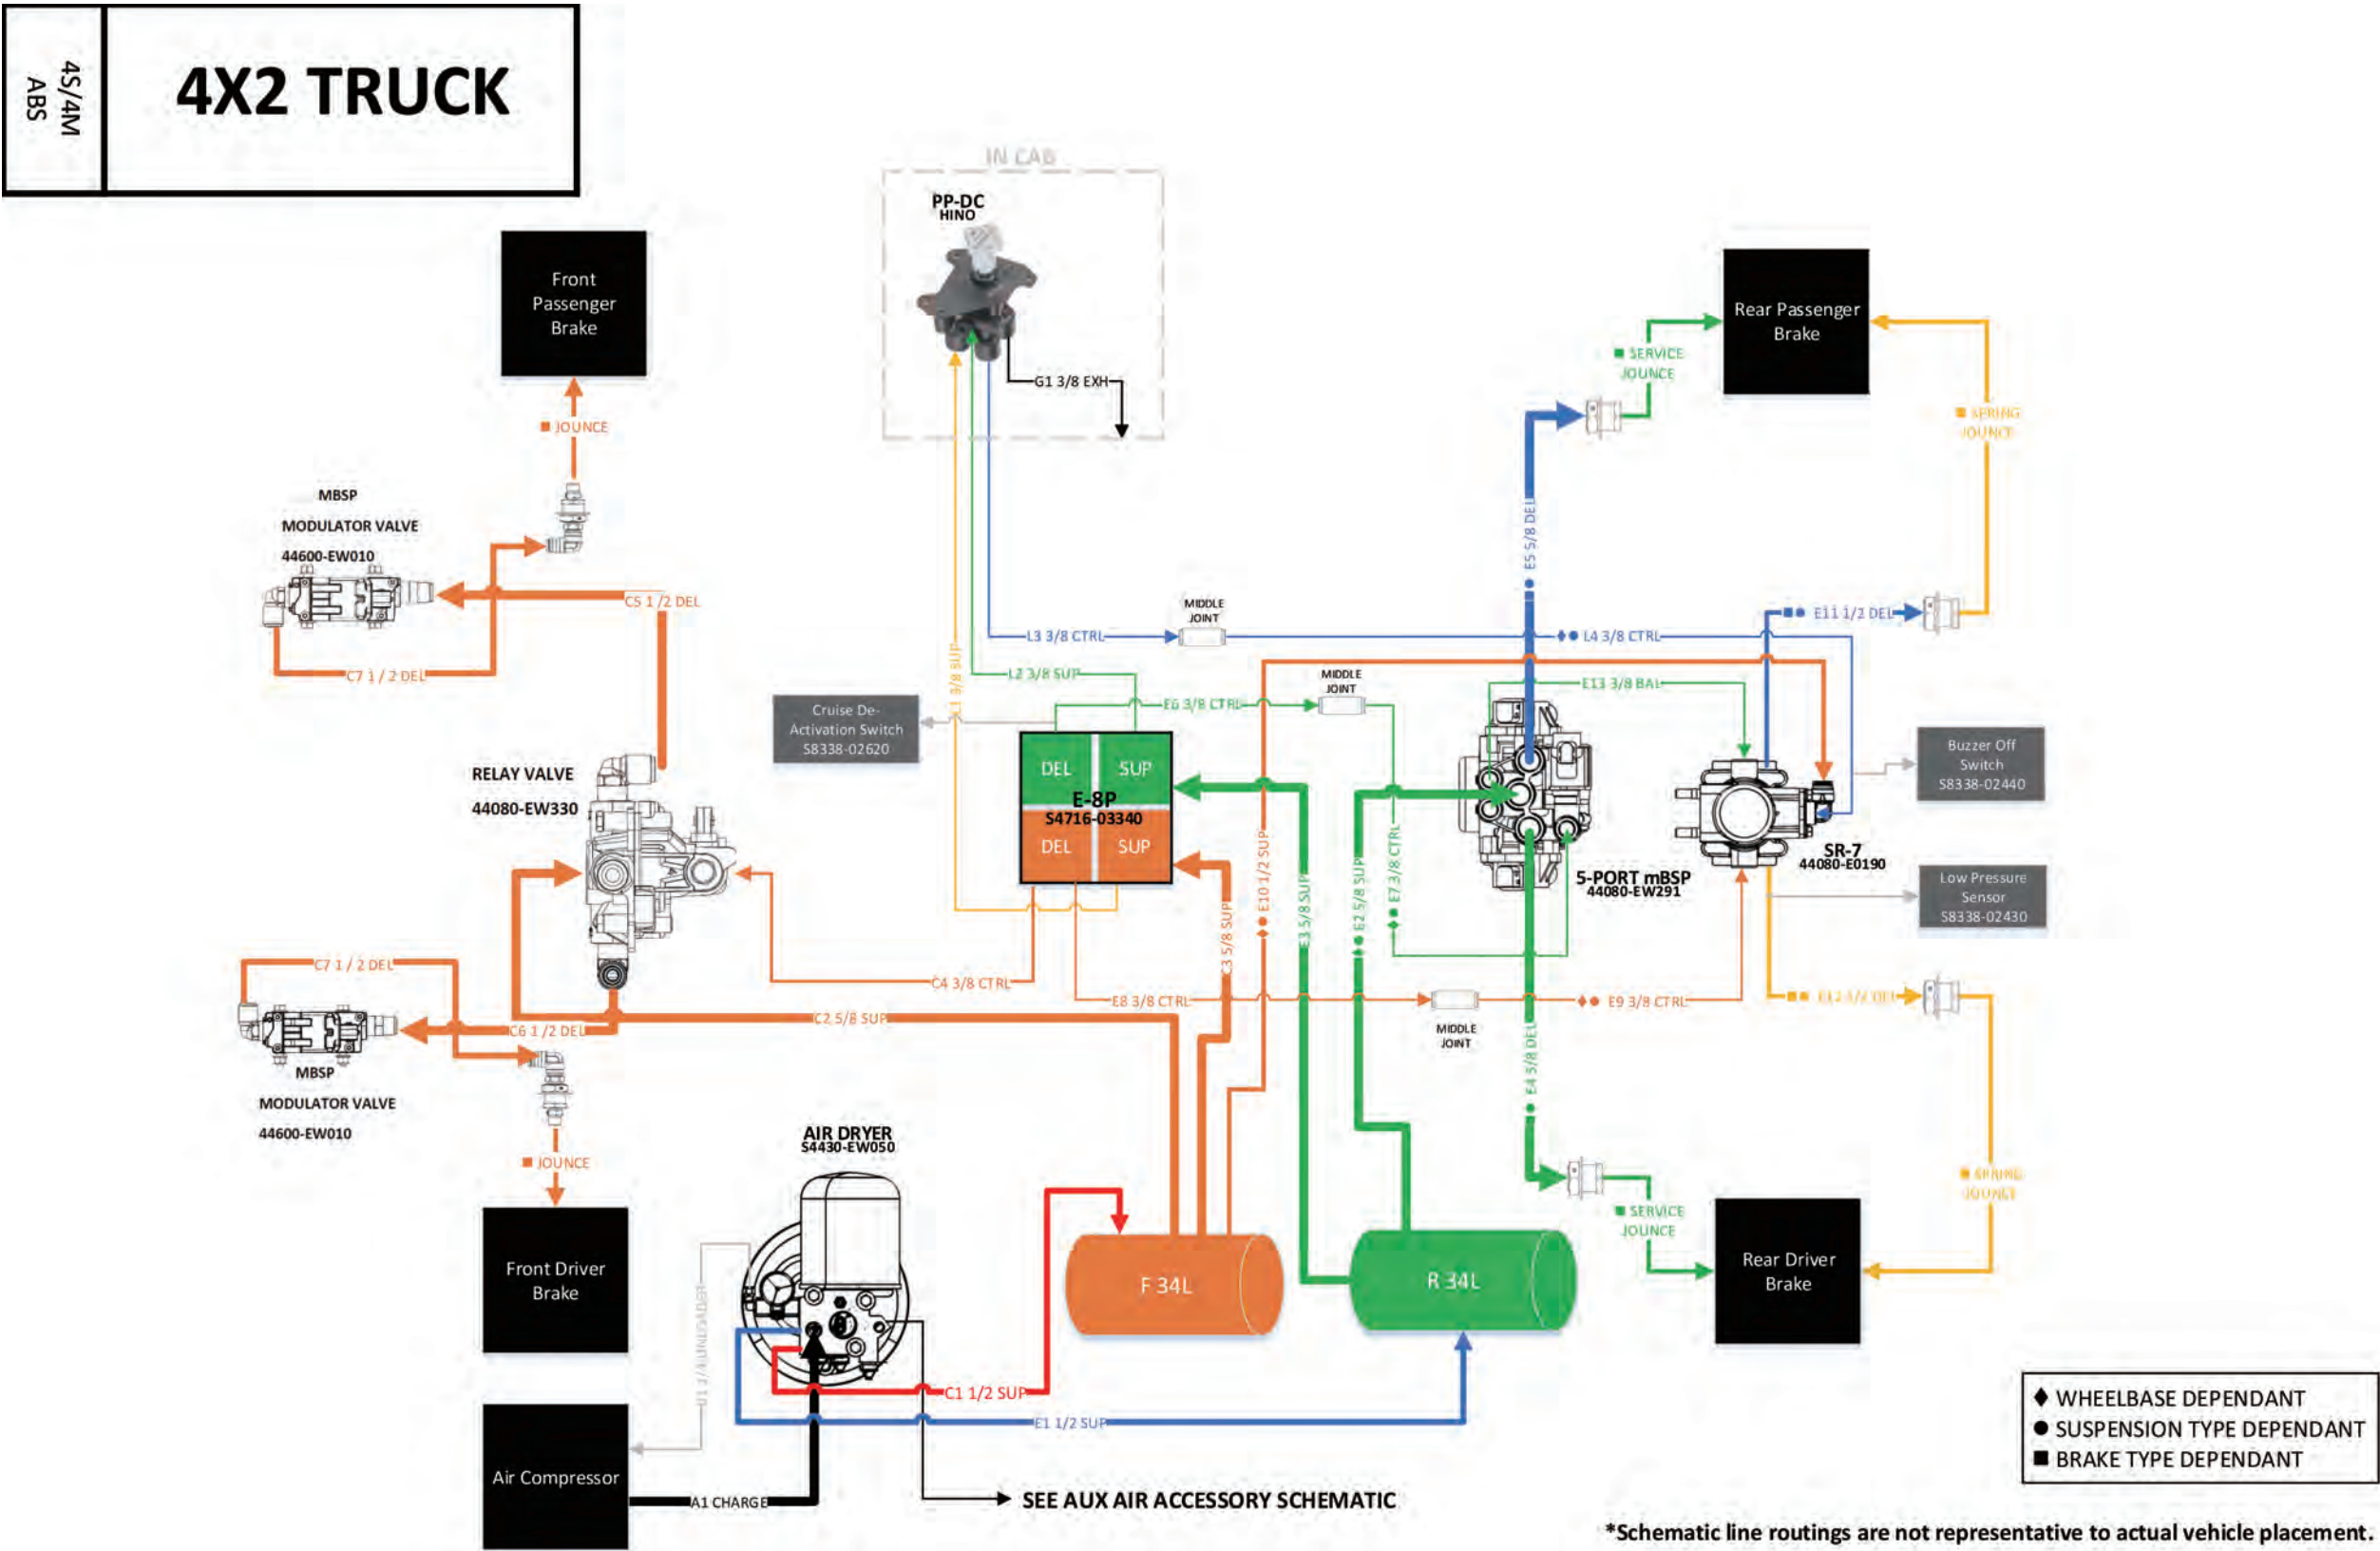 4S/4M
ABS
4X2 TRUCK
IN CAB
PP-DC
HINO
G1 3/8 EXH
Front
Passenger
Brake
JOUNCE
MBSP
MODULATOR VALVE
44600-EW010
C5 1/2 DEL
C7 1/2 DEL
RELAY VALVE
44080-EW330
Cruise De-
Activation Switch
S8338-02620
L1 3/8 SUP
L2 3/8 SUP
L3 3/8 CTRL
MIDDLE
JOINT
L4 3/8 CTRL
E6 3/8 CTRL
MIDDLE
JOINT
DEL
SUP
E-8P
S4716-03340
DEL
SUP
Rear Passenger
Brake
SERVICE
JOUNCE
SPRING
JOUNCE
E5 5/8 DEL
E11 1/2 DEL
E13 3/8 BAL
Buzzer Off
Switch
S8338-02440
SR-7
44080-E0190
5-PORT mBSP
44080-EW291
Low Pressure
Sensor
S8338-02430
E10 1/2 SUP
C3 5/8 SUP
E3 5/8 SUP
E2 5/8 SUP
E7 3/8 CTRL
C4 3/8 CTRL
E8 3/8 CTRL
E9 3/8 CTRL
MIDDLE
JOINT
E12 1/2 DEL
C7 1/2 DEL
C6 1/2 DEL
C2 5/8 SUP
MBSP
MODULATOR VALVE
44600-EW010
E4 5/8 DEL
JOUNCE
AIR DRYER
S4430-EW050
SERVICE
JOUNCE
SPRING
JOUNCE
Front Driver
Brake
F 34L
R 34L
Rear Driver
Brake
C1 1/2 SUP
E1 1/2 SUP
Air Compressor
A1 CHARGE
SEE AUX AIR ACCESSORY SCHEMATIC
♦ WHEELBASE DEPENDANT
● SUSPENSION TYPE DEPENDANT
■ BRAKE TYPE DEPENDANT
*Schematic line routings are not representative to actual vehicle placement.